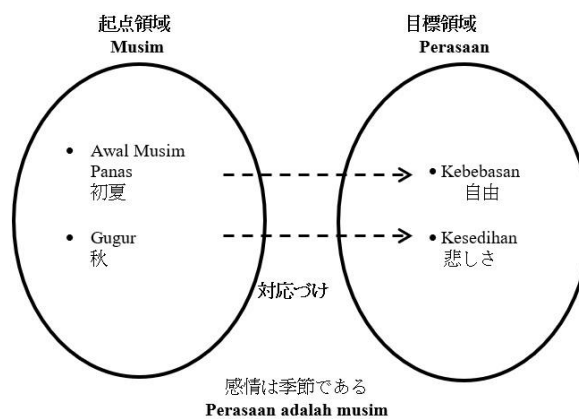 起点領域
Musim
目標領域
Perasaan
• Awal Musim
Panas
初夏
• Gugur
秋
• Kebebasan
自由
• Kesedihan
悲しさ
対応づけ
感情は季節である
Perasaan adalah musim